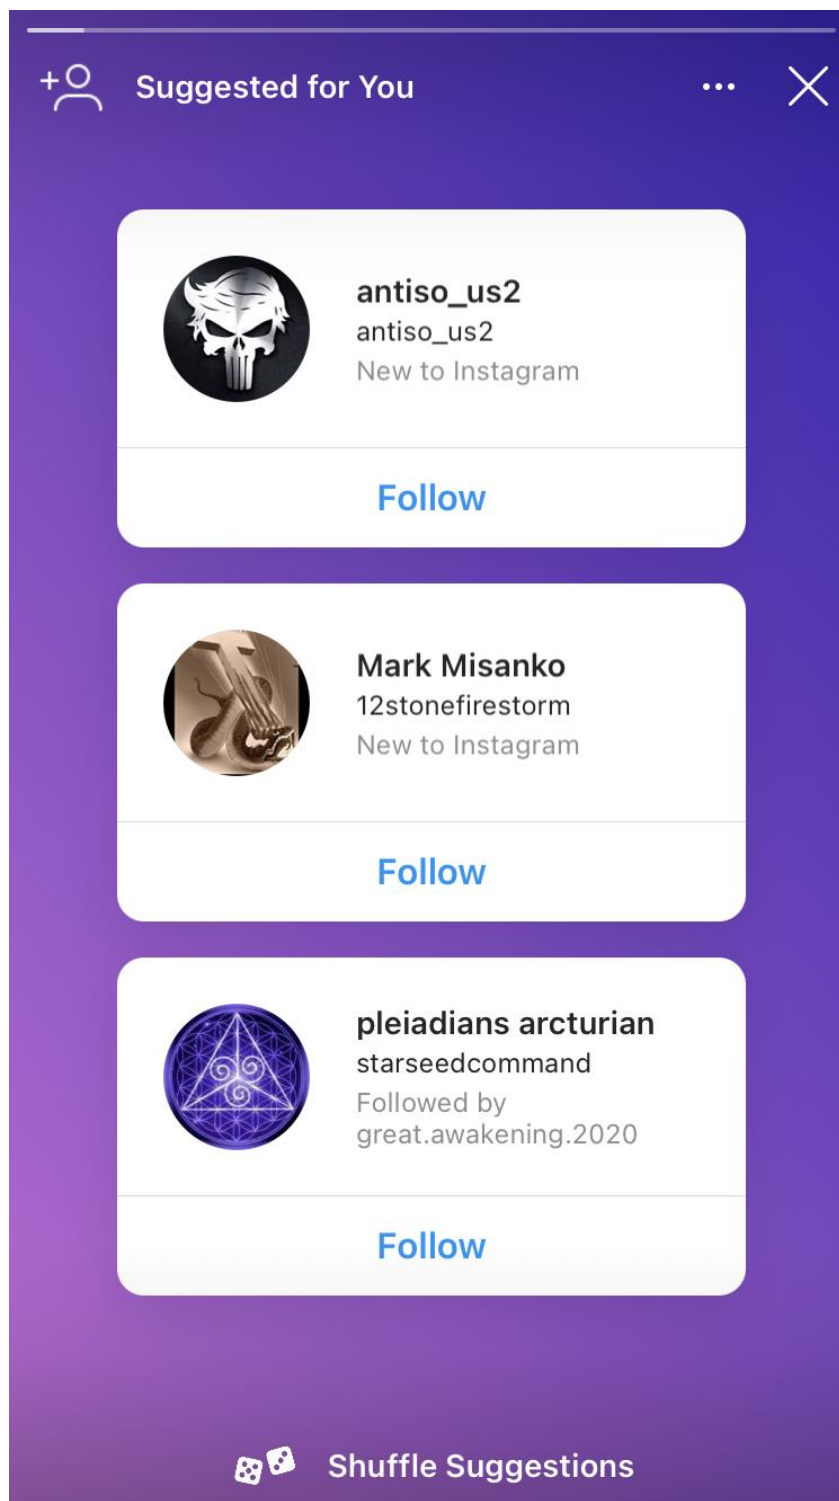 Suggested for You
antiso_us2
antiso_us2
New to Instagram
Follow
Mark Misanko
12stonefirestorm
New to Instagram
Follow
pleiadians arcturian
starseedcommand
Followed by
great.awakening.2020
Follow
Shuffle Suggestions